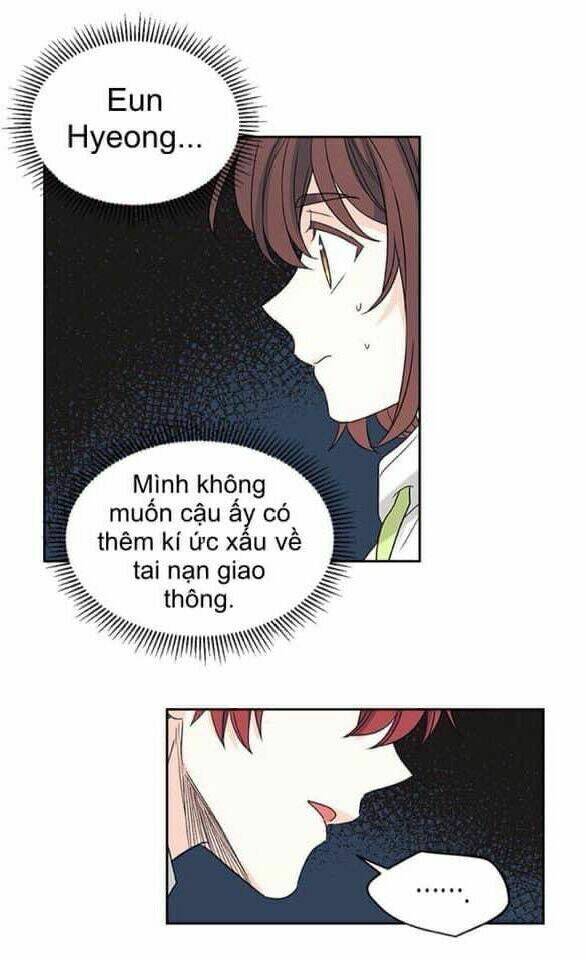 Eun
Hyeong...
Mình không
muốn cậu ấy có
thêm kí ức xấu về
tai nạn giao
thông.
.......